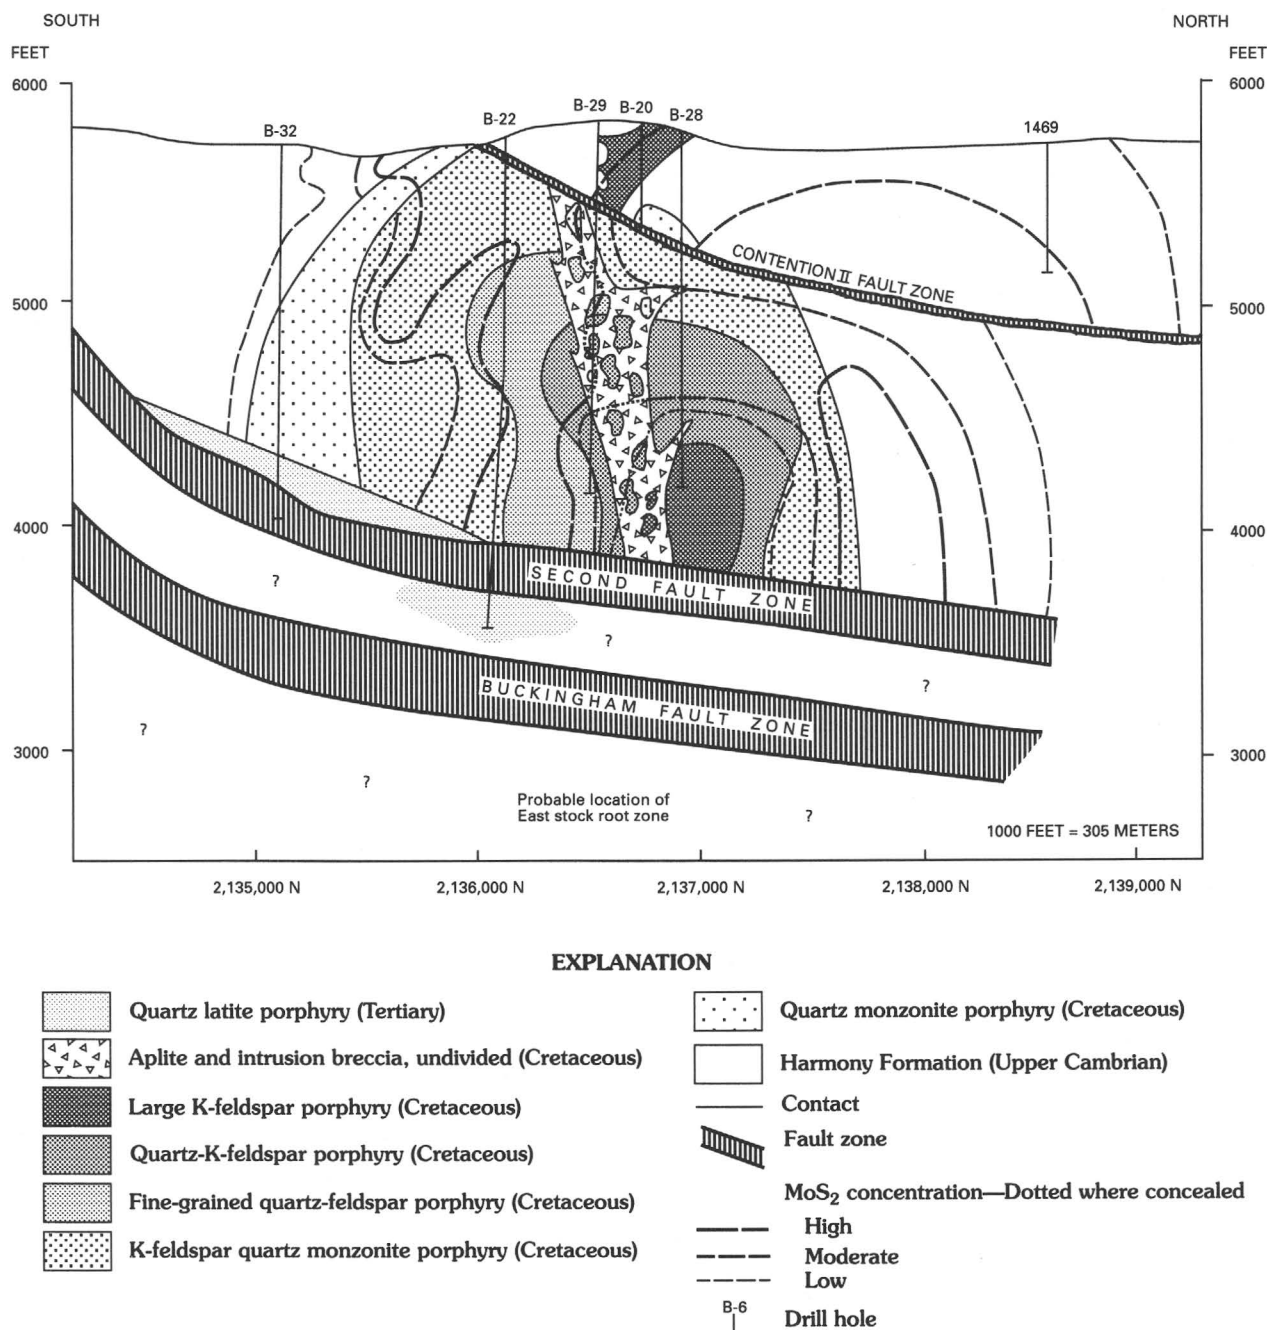 SOUTH
NORTH
FEET
FEET
6000
6000
B-32
B-22
B-29
B-20
B-28
1469
CONTENTION II FAULT ZONE
5000
5000
4000
4000
SECOND FAULT ZONE
?
?
?
BUCKINGHAM FAULT ZONE
?
3000
3000
?
?
Probable location of
East stock root zone
1000 FEET = 305 METERS
2,135,000 N
2,136,000 N
2,137,000 N
2,138,000 N
2,139,000 N
EXPLANATION
Quartz latite porphyry (Tertiary)
Aplite and intrusion breccia, undivided (Cretaceous)
Large K-feldspar porphyry (Cretaceous)
Quartz-K-feldspar porphyry (Cretaceous)
Fine-grained quartz-feldspar porphyry (Cretaceous)
K-feldspar quartz monzonite porphyry (Cretaceous)
Quartz monzonite porphyry (Cretaceous)
Harmony Formation (Upper Cambrian)
Contact
Fault zone
MoS₂ concentration—Dotted where concealed
High
Moderate
Low
B-6
Drill hole